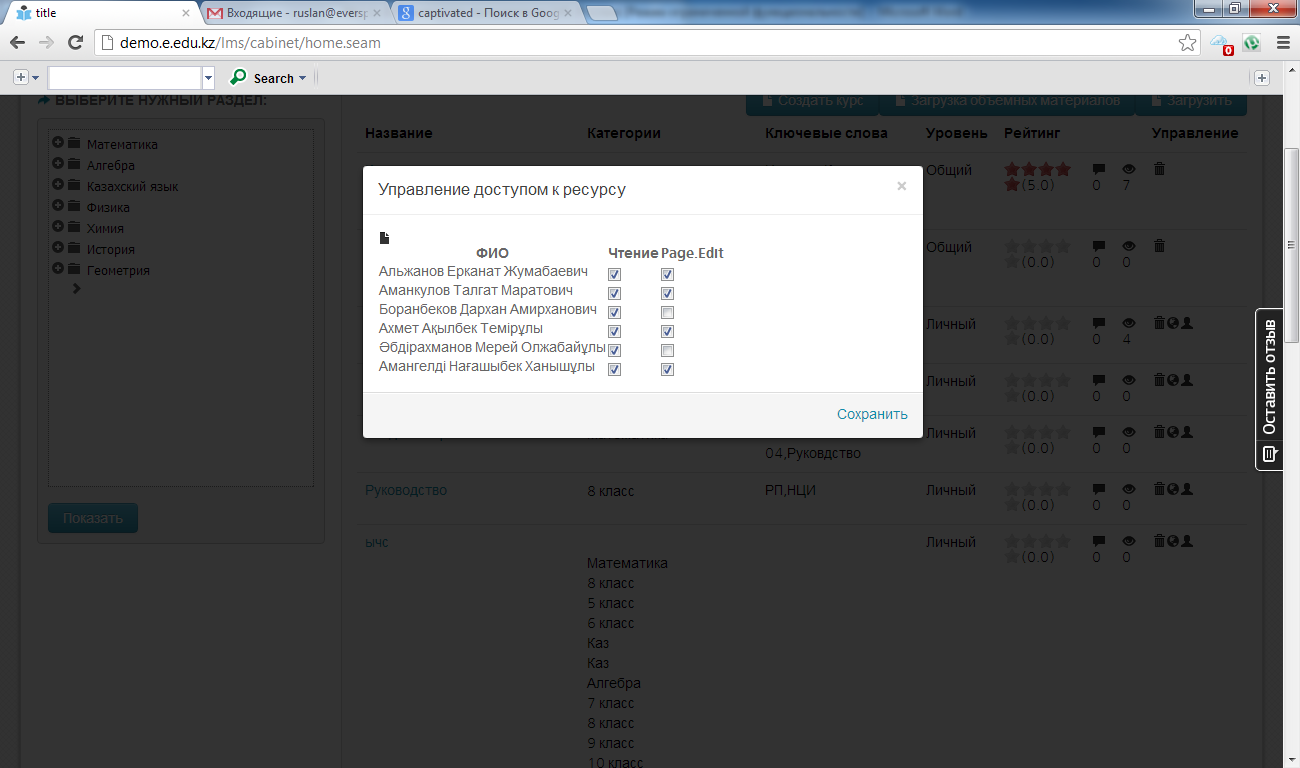 title
Входящие - ruslan@eversp
captivated - Поиск в Goog
demo.e.edu.kz/lms/cabinet/home.seam
0
Search
ВЫБЕРИТЕ НУЖНЫЙ РАЗДЕЛ:
Создать курс Загрузка объемных материалов Загрузить
Математика
Алгебра
Казахский язык
Физика
Химия
История
Геометрия
Показать
Название Категории Ключевые слова Уровень Рейтинг Управление
Общий (5.0) 0 7
Общий (0.0) 0 0
Личный (0.0) 0 4
Личный (0.0) 0 0
Личный (0.0) 0 0
04,Руковдство
Руководство 8 класс РП,НЦИ Личный (0.0) 0 0
ычс Личный (0.0) 0 0
Математика
8 класс
5 класс
6 класс
Каз
Каз
Алгебра
7 класс
8 класс
9 класс
10 класс
Управление доступом к ресурсу ×
ФИО Чтение Page.Edit
Альжанов Ерканат Жумабаевич
Аманкулов Талгат Маратович
Боранбеков Дархан Амирханович
Ахмет Ақылбек Темірұлы
Әбдірахманов Мерей Олжабайұлы
Амангелді Нағашыбек Ханышұлы
Сохранить
Оставить отзыв